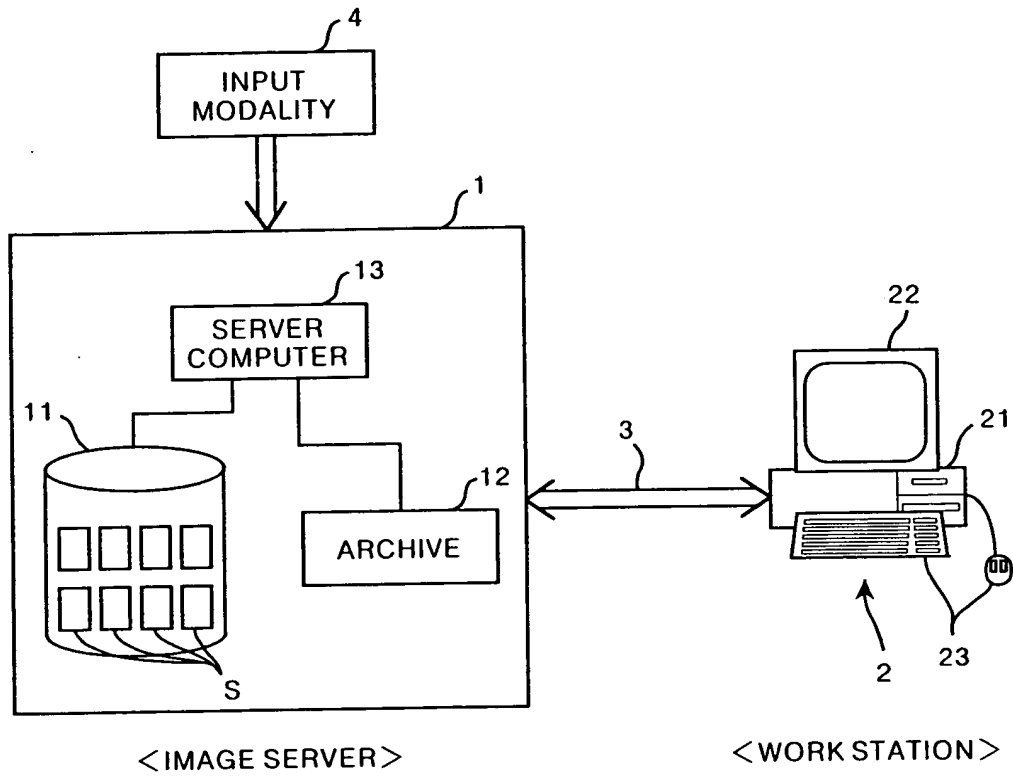 4
INPUT
MODALITY
1
13
SERVER
COMPUTER
22
11
21
3
12
ARCHIVE
S
2
23
<IMAGE SERVER>
<WORK STATION>